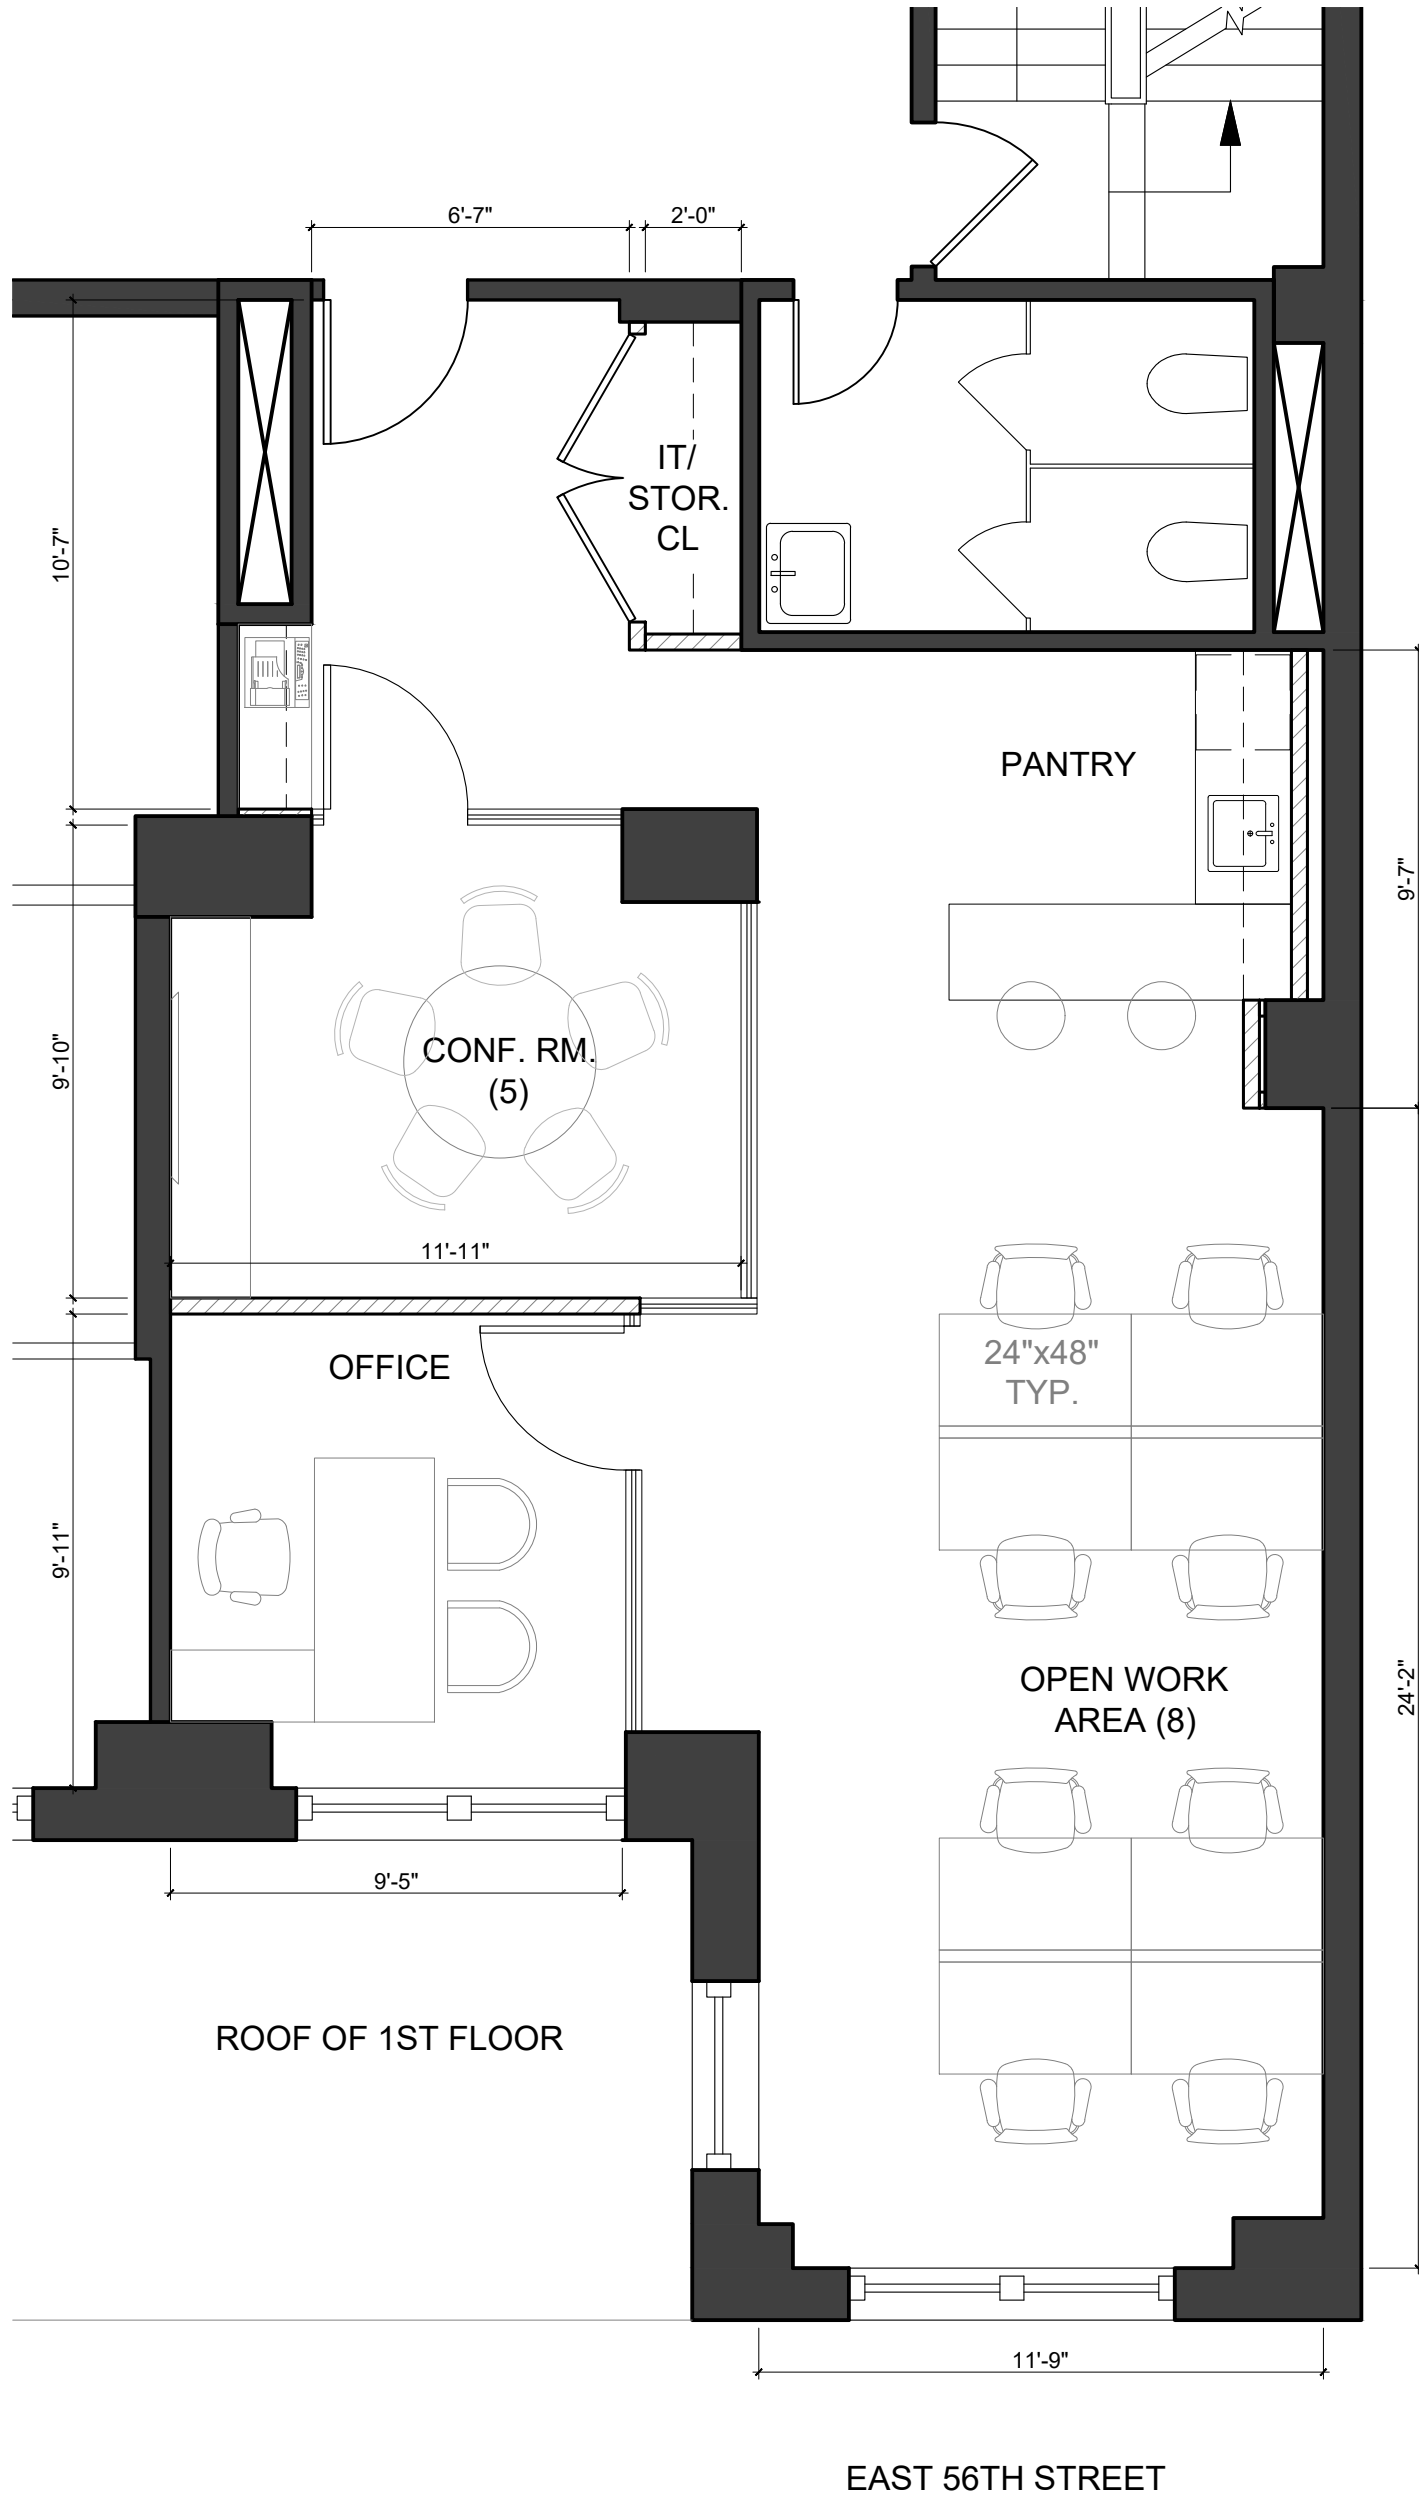 6'-7"
2'-0"
IT/
STOR.
CL
10'-7"
PANTRY
9'-7"
CONF. RM.
(5)
9'-10"
11'-11"
24"x48"
TYP.
OFFICE
9'-11"
OPEN WORK
AREA (8)
24'-2"
9'-5"
ROOF OF 1ST FLOOR
11'-9"
EAST 56TH STREET